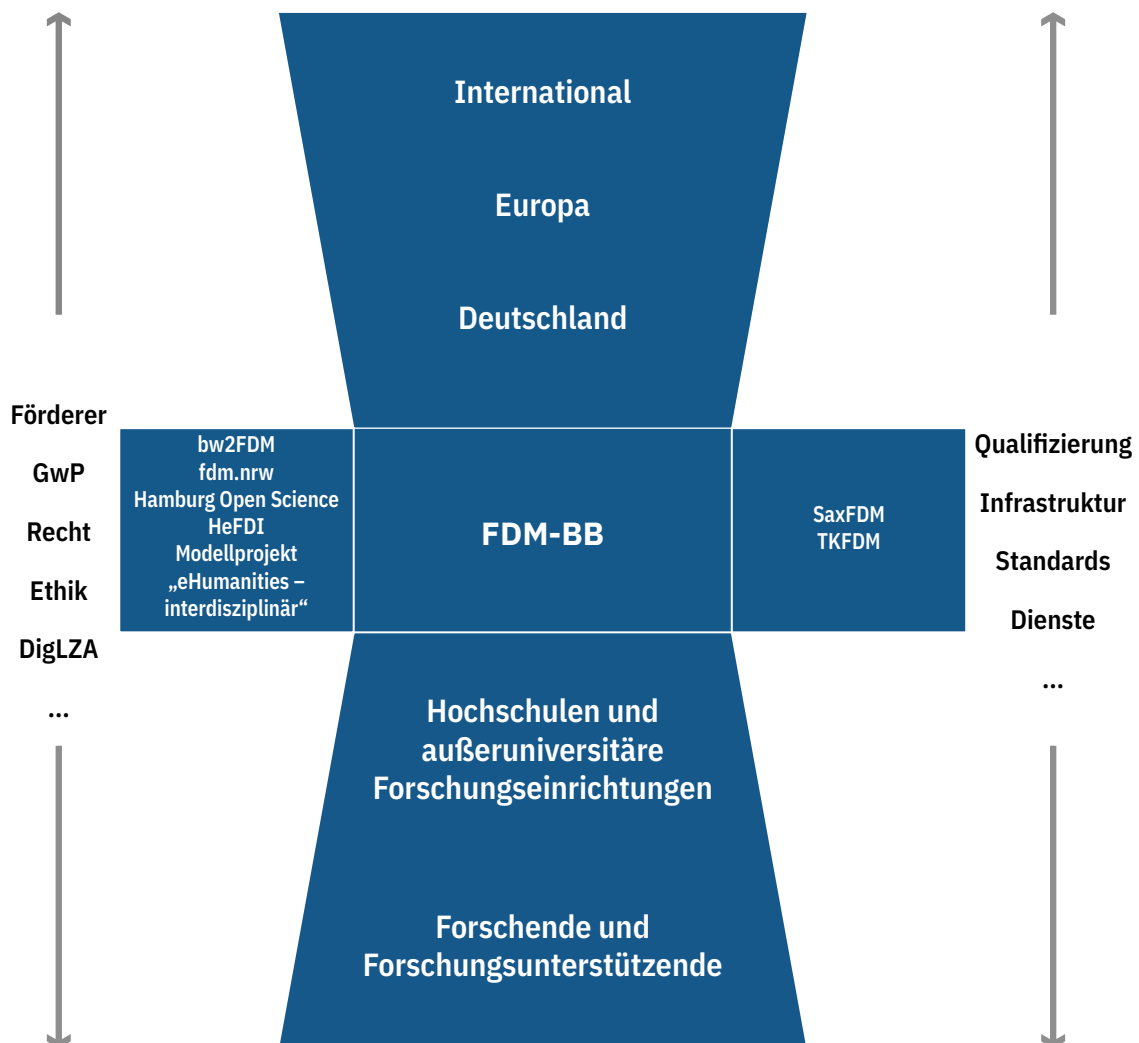 International
Europa
Deutschland
Förderer
GwP
Recht
Ethik
DigLZA
...
bw2FDM
fdm.nrw
Hamburg Open Science
HeFDI
Modellprojekt
„eHumanities –
interdisziplinär“
FDM-BB
SaxFDM
TKFDM
Qualifizierung
Infrastruktur
Standards
Dienste
...
Hochschulen und
außeruniversitäre
Forschungseinrichtungen
Forschende und
Forschungsunterstützende